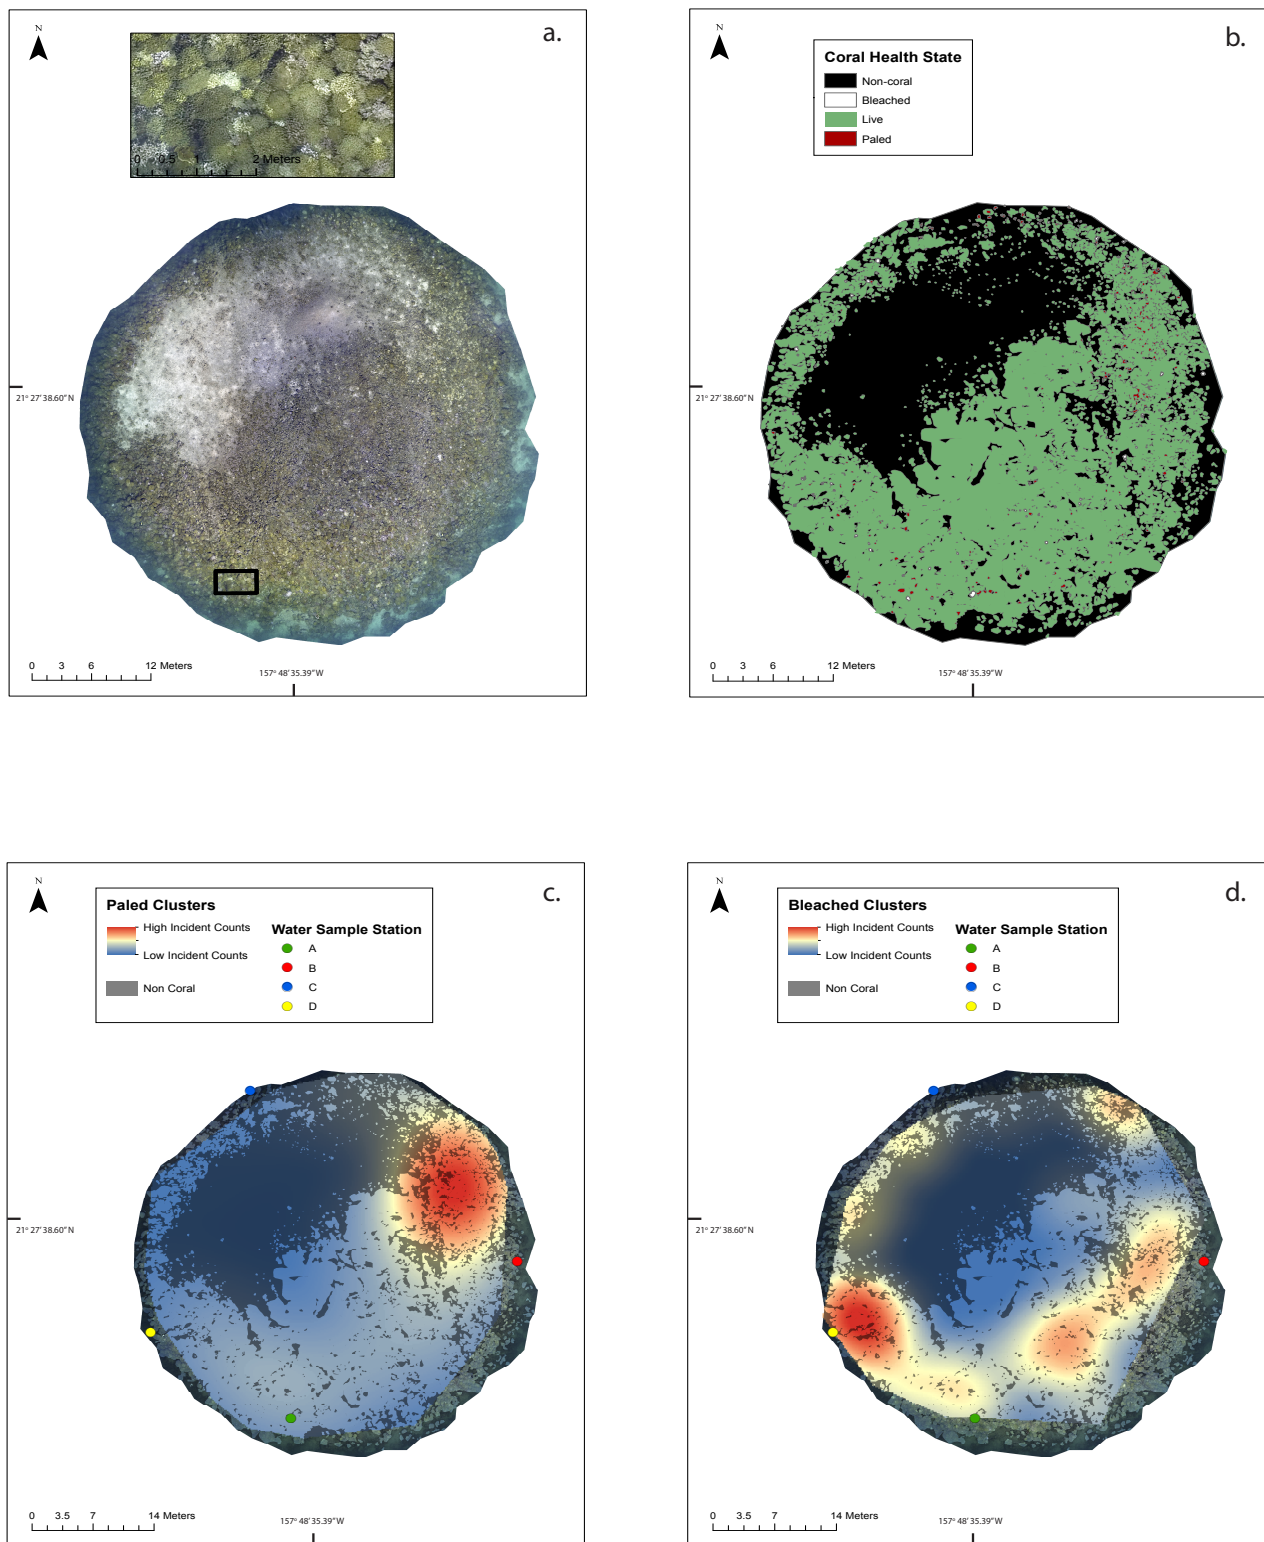 N
a.
0 0.5 1 2 Meters
21° 27' 38.60" N
0 3 6 12 Meters
157° 48' 35.39" W
N
b.
Coral Health State
Non-coral
Bleached
Live
Paled
21° 27' 38.60" N
0 3 6 12 Meters
157° 48' 35.39" W
N
c.
Paled Clusters
High Incident Counts
Low Incident Counts
Non Coral
Water Sample Station
A
B
C
D
21° 27' 38.60" N
0 3.5 7 14 Meters
157° 48' 35.39" W
N
d.
Bleached Clusters
High Incident Counts
Low Incident Counts
Non Coral
Water Sample Station
A
B
C
D
21° 27' 38.60" N
0 3.5 7 14 Meters
157° 48' 35.39" W